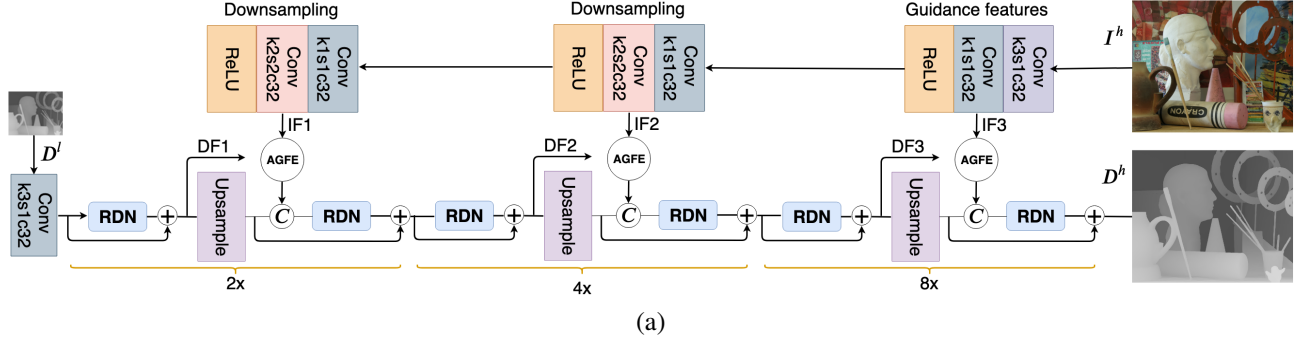 Downsampling
Downsampling
Guidance features
ReLU
Conv
k2s2c32
Conv
k1s1c32
ReLU
Conv
k2s2c32
Conv
k1s1c32
ReLU
Conv
k1s1c32
Conv
k3s1c32
I^h
CRAYON
IF1
IF2
IF3
D^l
DF1
AGFE
DF2
AGFE
DF3
AGFE
D^h
Conv
k3s1c32
RDN
+
Upsample
C
RDN
+
RDN
+
Upsample
C
RDN
+
RDN
+
Upsample
C
RDN
+
2x
4x
8x
(a)